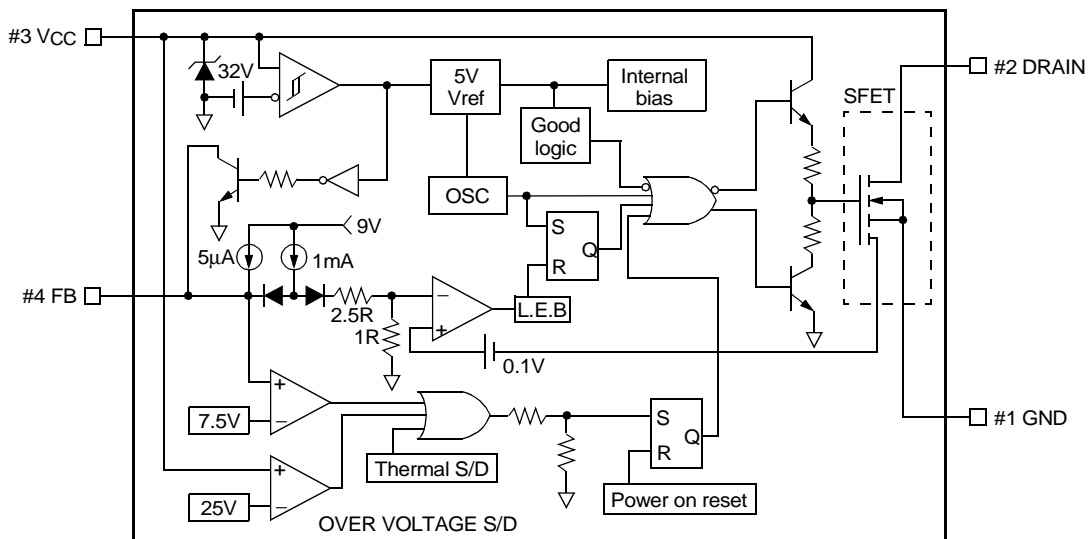 #3 VCC
32V
5V
Vref
Internal
bias
#2 DRAIN
SFET
Good
logic
OSC
S
R
Q
9V
5μA
1mA
#4 FB
2.5R
1R
−
+
L.E.B
0.1V
+
−
7.5V
Thermal S/D
S
R
Q
#1 GND
+
−
25V
Power on reset
OVER VOLTAGE S/D